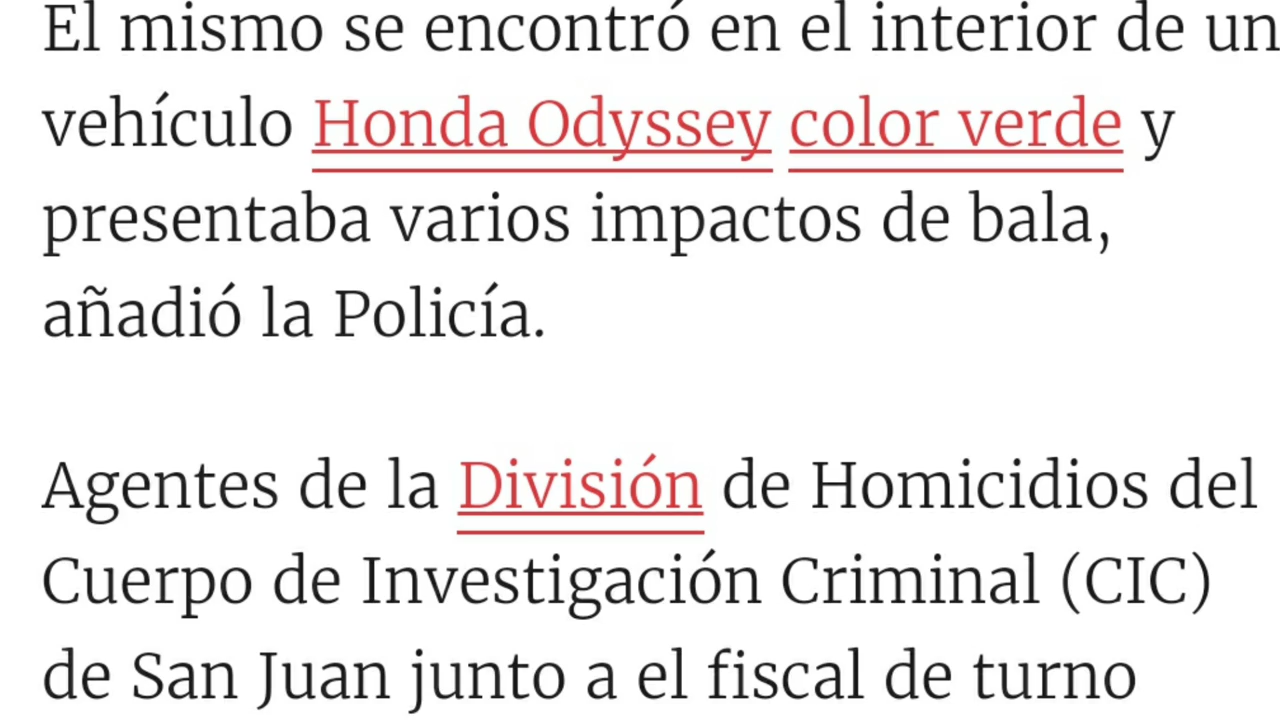 El mismo se encontró en el interior de un
vehículo Honda Odyssey color verde y
presentaba varios impactos de bala,
añadió la Policía.
Agentes de la División de Homicidios del
Cuerpo de Investigación Criminal (CIC)
de San Juan junto a el fiscal de turno